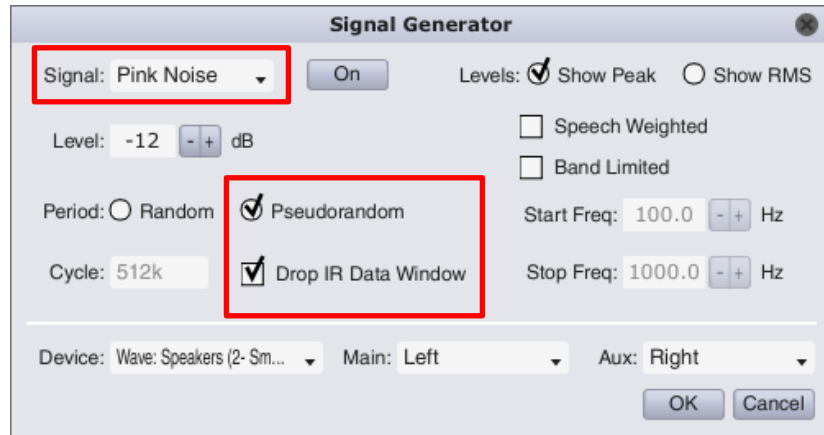 Signal Generator
Signal: Pink Noise On Levels: Show Peak Show RMS
Level: -12 - + dB Speech Weighted
Band Limited
Period: Random Pseudorandom Start Freq: 100.0 - + Hz
Cycle: 512k Drop IR Data Window Stop Freq: 1000.0 - + Hz
Device: Wave: Speakers (2- Sm... Main: Left Aux: Right
OK Cancel